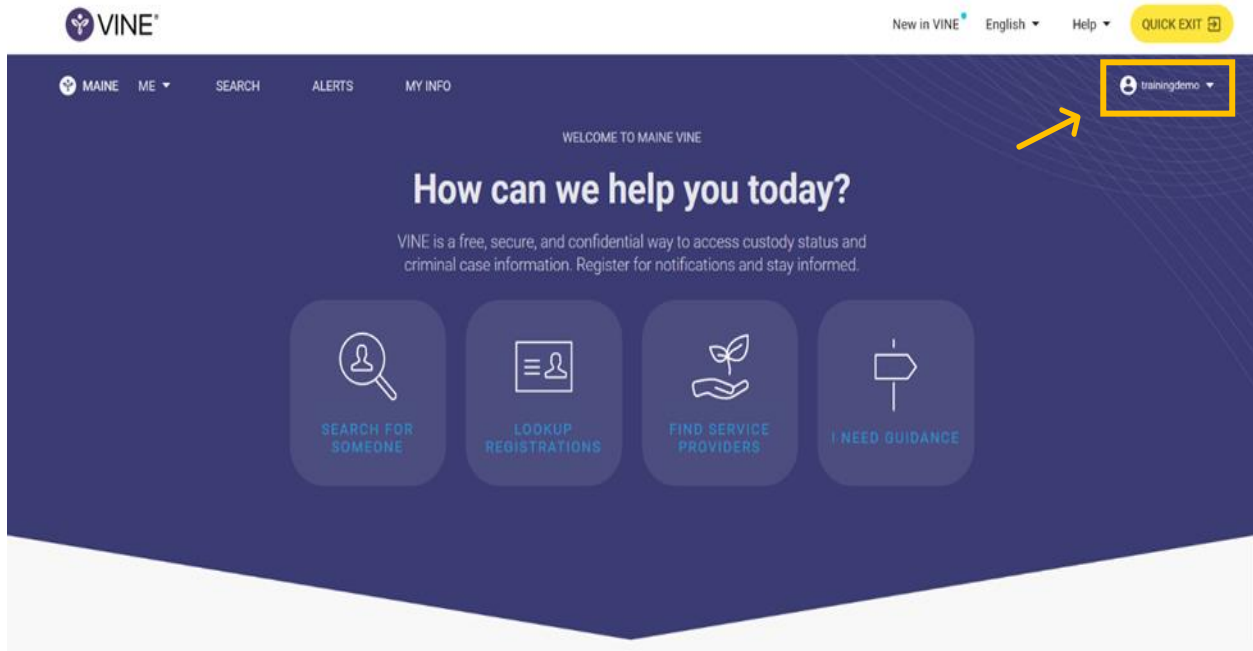 VINE®
New in VINE
English
Help
QUICK EXIT
MAINE
ME
SEARCH
ALERTS
MY INFO
trainingdemo
WELCOME TO MAINE VINE
How can we help you today?
VINE is a free, secure, and confidential way to access custody status and
criminal case information. Register for notifications and stay informed.
SEARCH FOR
SOMEONE
LOOKUP
REGISTRATIONS
FIND SERVICE
PROVIDERS
I NEED GUIDANCE